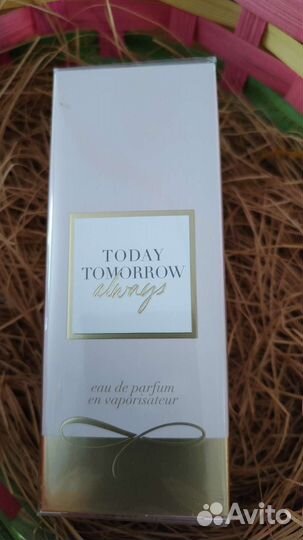 TODAY
TOMORROW
always
eau de parfum
en vaporisateur
Avito